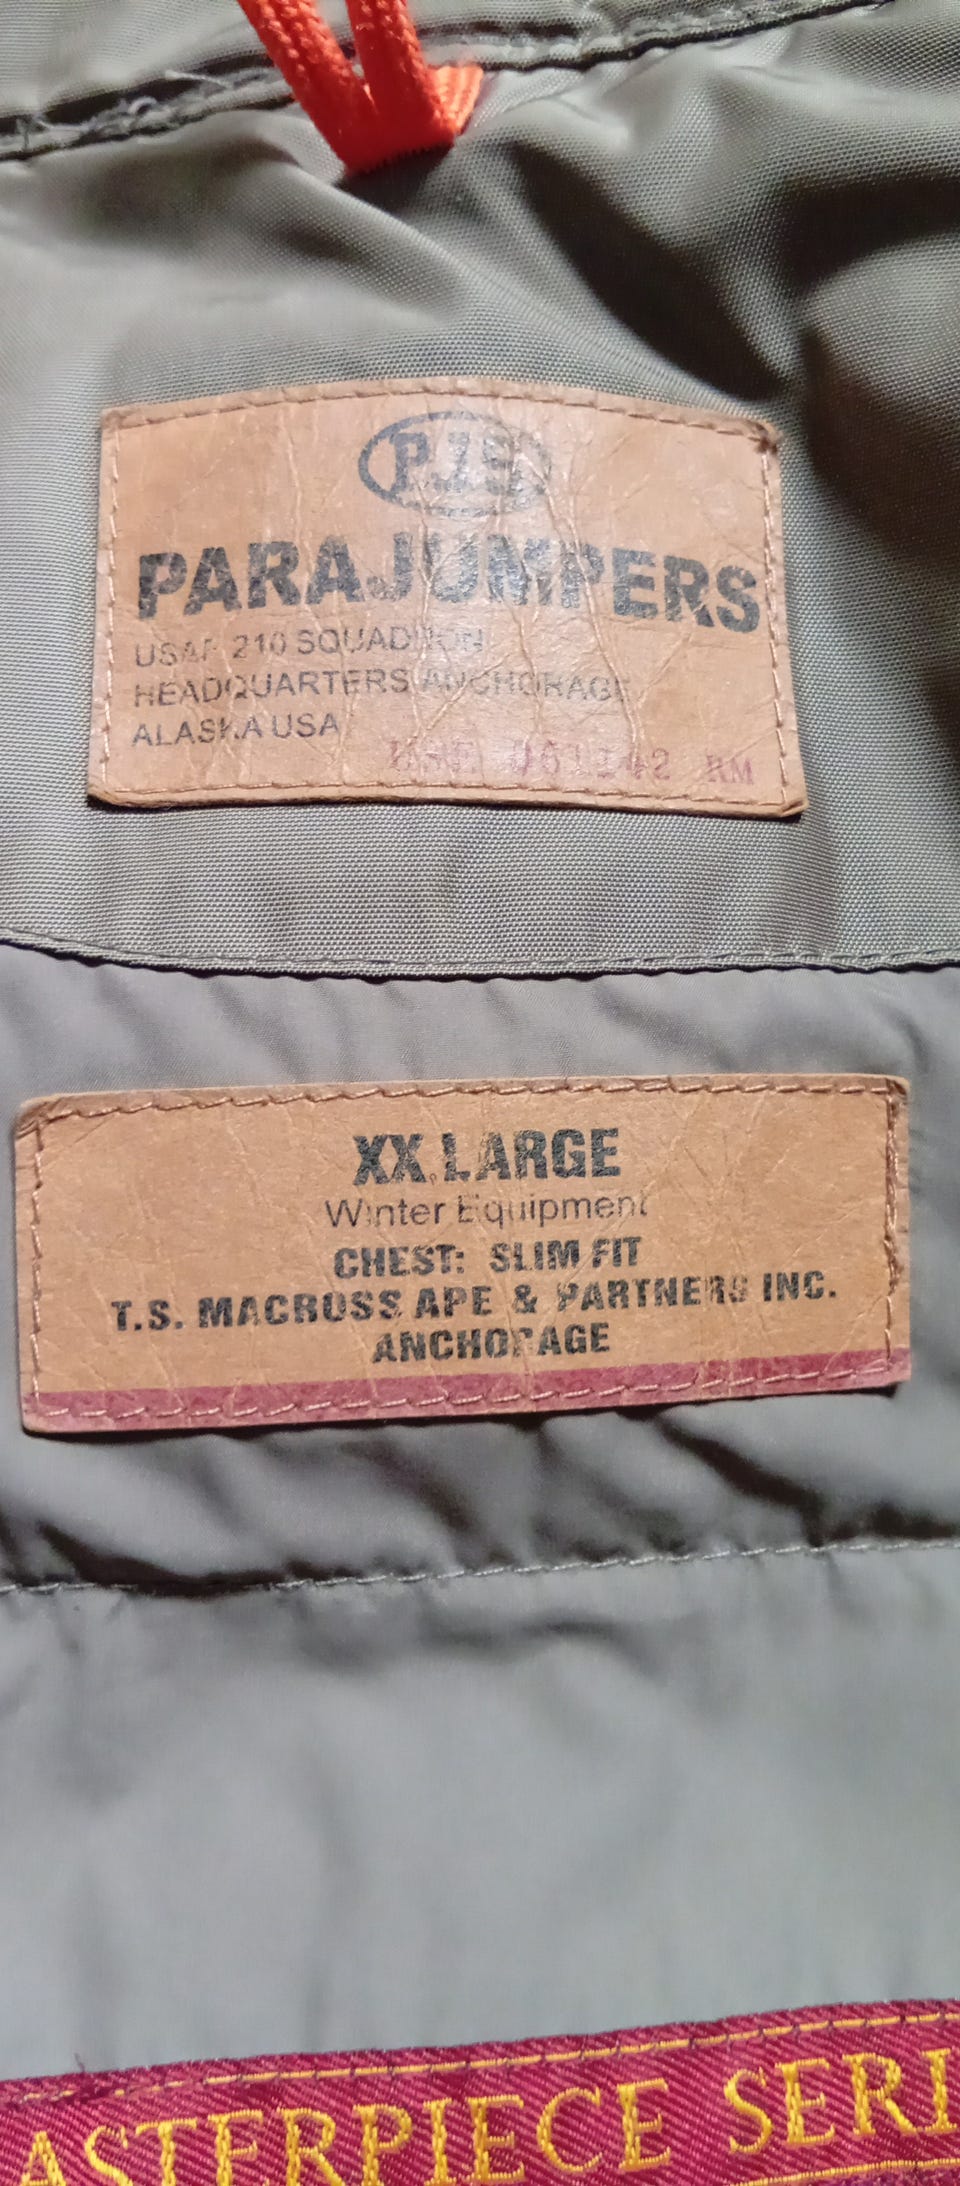 PJS
PARAJUMPERS
USAF 210 SQUADRON
HEADQUARTERS ANCHORAGE
ALASKA USA
RM
XX.LARGE
Winter Equipment
CHEST: SLIM FIT
T.S. MACROSS APE & PARTNERS INC.
ANCHORAGE
ASTERPIECE SERI